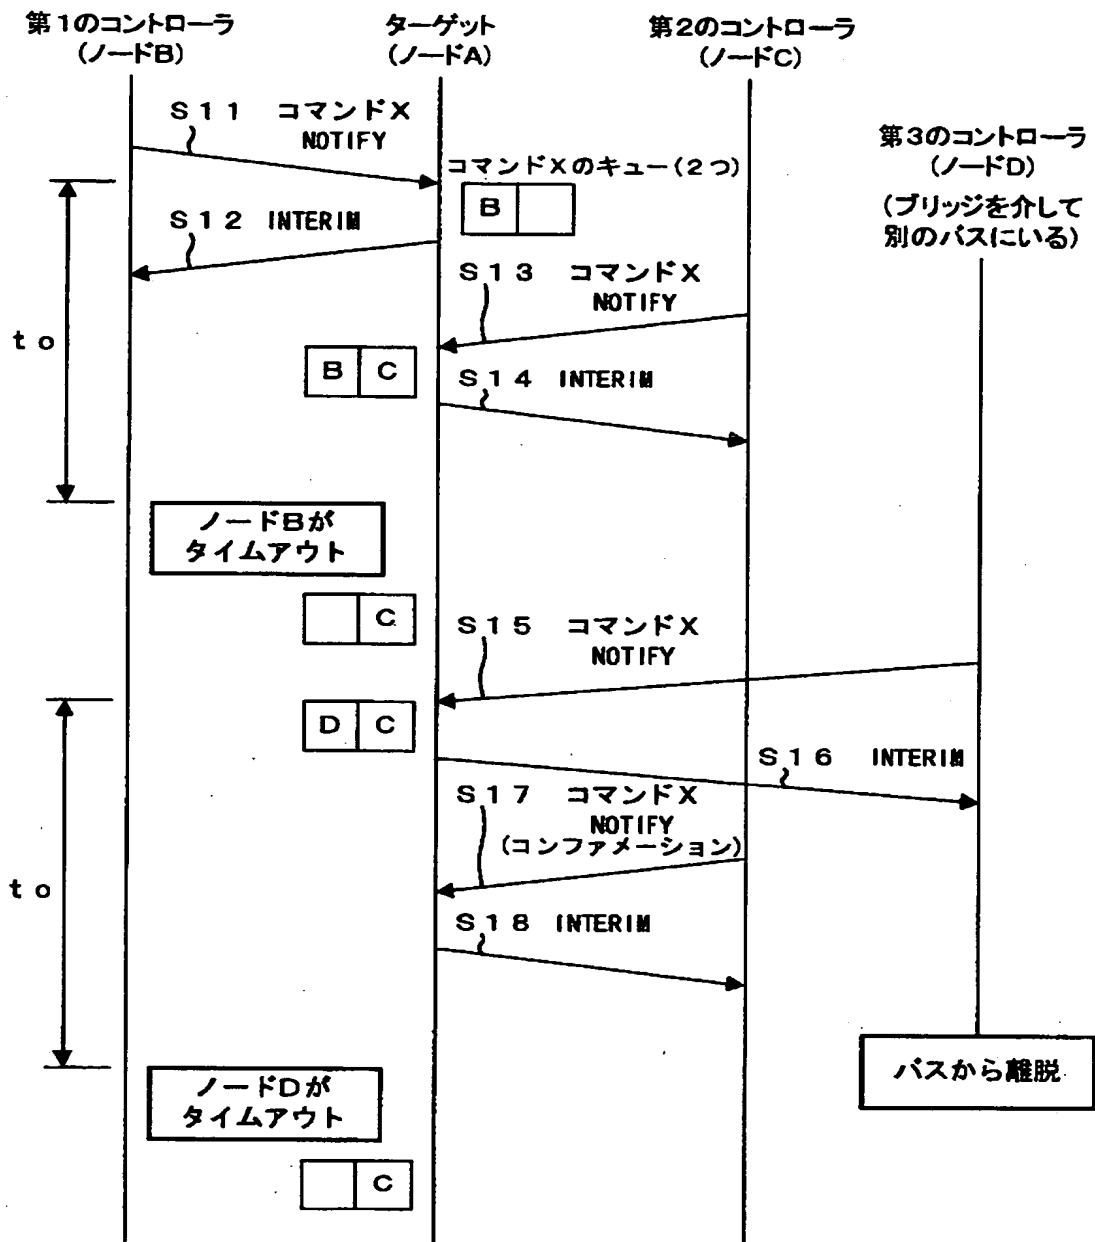 第1のコントローラ
(ノードB)
ターゲット
(ノードA)
第2のコントローラ
(ノードC)
第3のコントローラ
(ノードD)
(ブリッジを介して
別のバスにいる)
S11 コマンドX
NOTIFY
コマンドXのキュー(2つ)
B
S12 INTERIM
S13 コマンドX
NOTIFY
to
B C
S14 INTERIM
ノードBが
タイムアウト
C
S15 コマンドX
NOTIFY
D C
S16 INTERIM
S17 コマンドX
NOTIFY
(コンファメーション)
to
S18 INTERIM
バスから離脱
ノードDが
タイムアウト
C